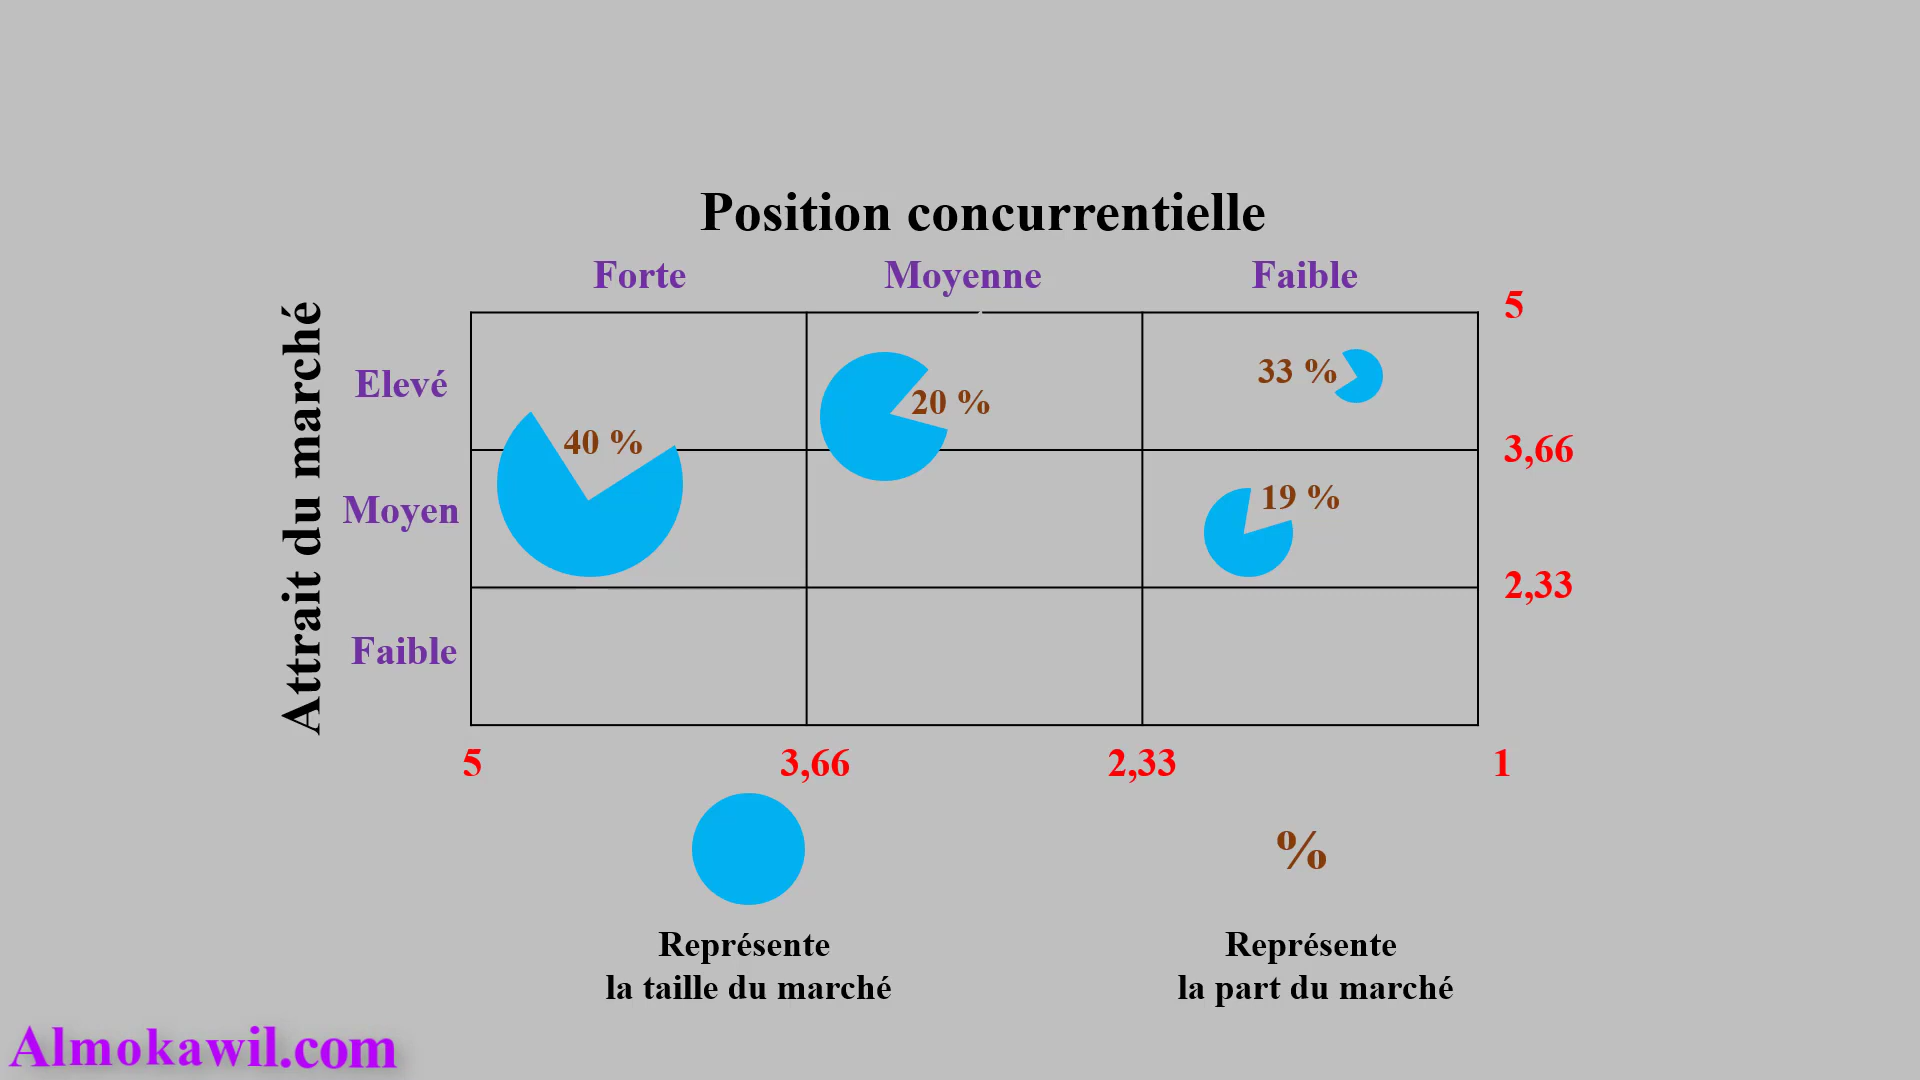 Position concurrentielle
Forte
Moyenne
Faible
Attrait du marché
5
Elevé
33 %
20 %
40 %
3,66
Moyen
19 %
2,33
Faible
5
3,66
2,33
1
%
Représente
la taille du marché
Représente
la part du marché
Almokawil.com